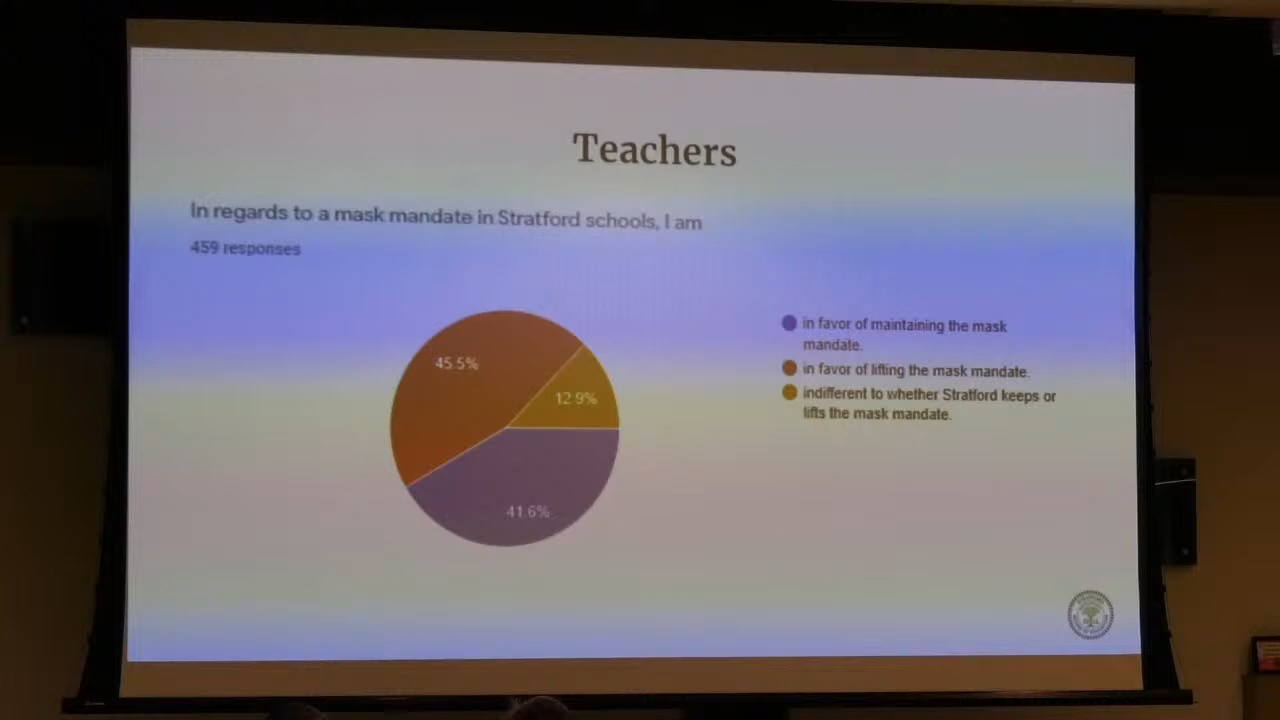 Teachers
In regards to a mask mandate in Stratford schools, I am
459 responses
45.5%
12.9%
41.6%
in favor of maintaining the mask
mandate.
in favor of lifting the mask mandate.
indifferent to whether Stratford keeps or
lifts the mask mandate.